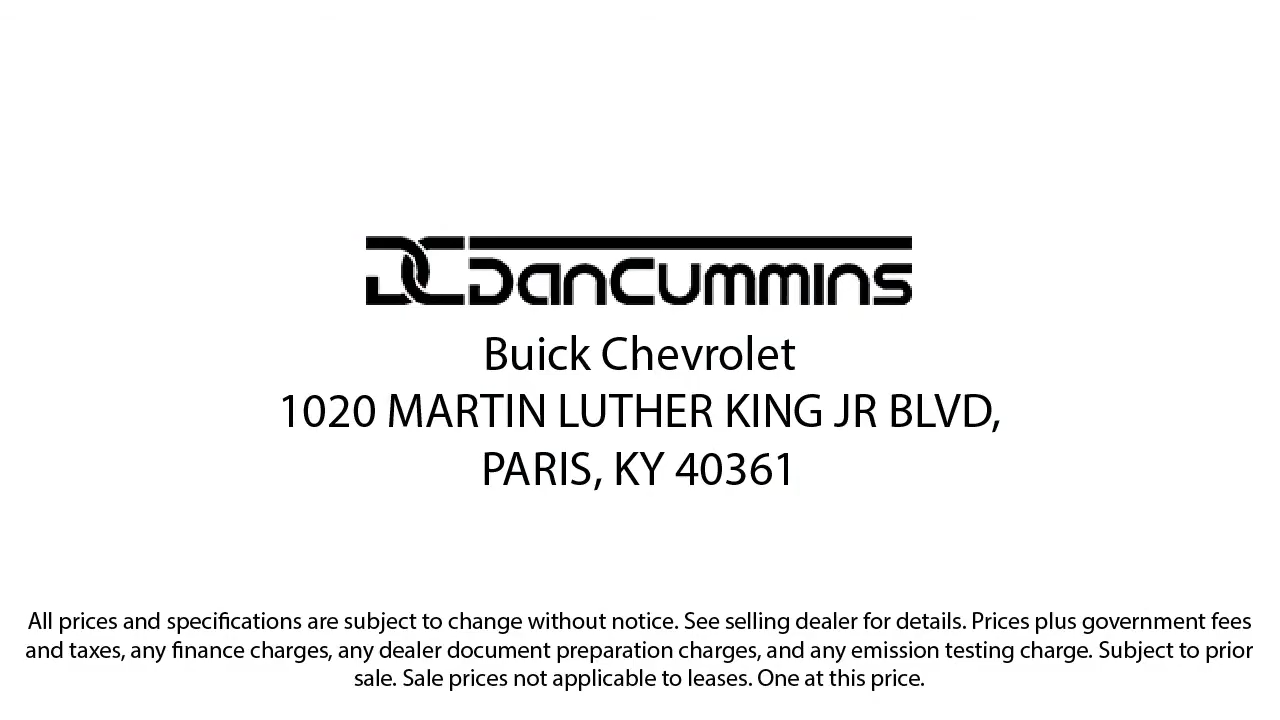 DC DanCummins
Buick Chevrolet
1020 MARTIN LUTHER KING JR BLVD,
PARIS, KY 40361
All prices and specifications are subject to change without notice. See selling dealer for details. Prices plus government fees
and taxes, any finance charges, any dealer document preparation charges, and any emission testing charge. Subject to prior
sale. Sale prices not applicable to leases. One at this price.